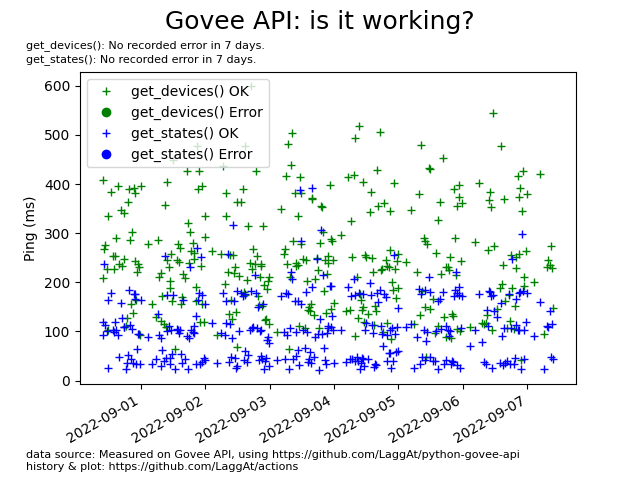 Govee API: is it working?
get_devices(): No recorded error in 7 days.
get_states(): No recorded error in 7 days.
600
500
400
300
200
100
0
Ping (ms)
get_devices() OK
get_devices() Error
get_states() OK
get_states() Error
2022-09-01
2022-09-02
2022-09-03
2022-09-04
2022-09-05
2022-09-06
2022-09-07
data source: Measured on Govee API, using https://github.com/LaggAt/python-govee-api
history & plot: https://github.com/LaggAt/actions